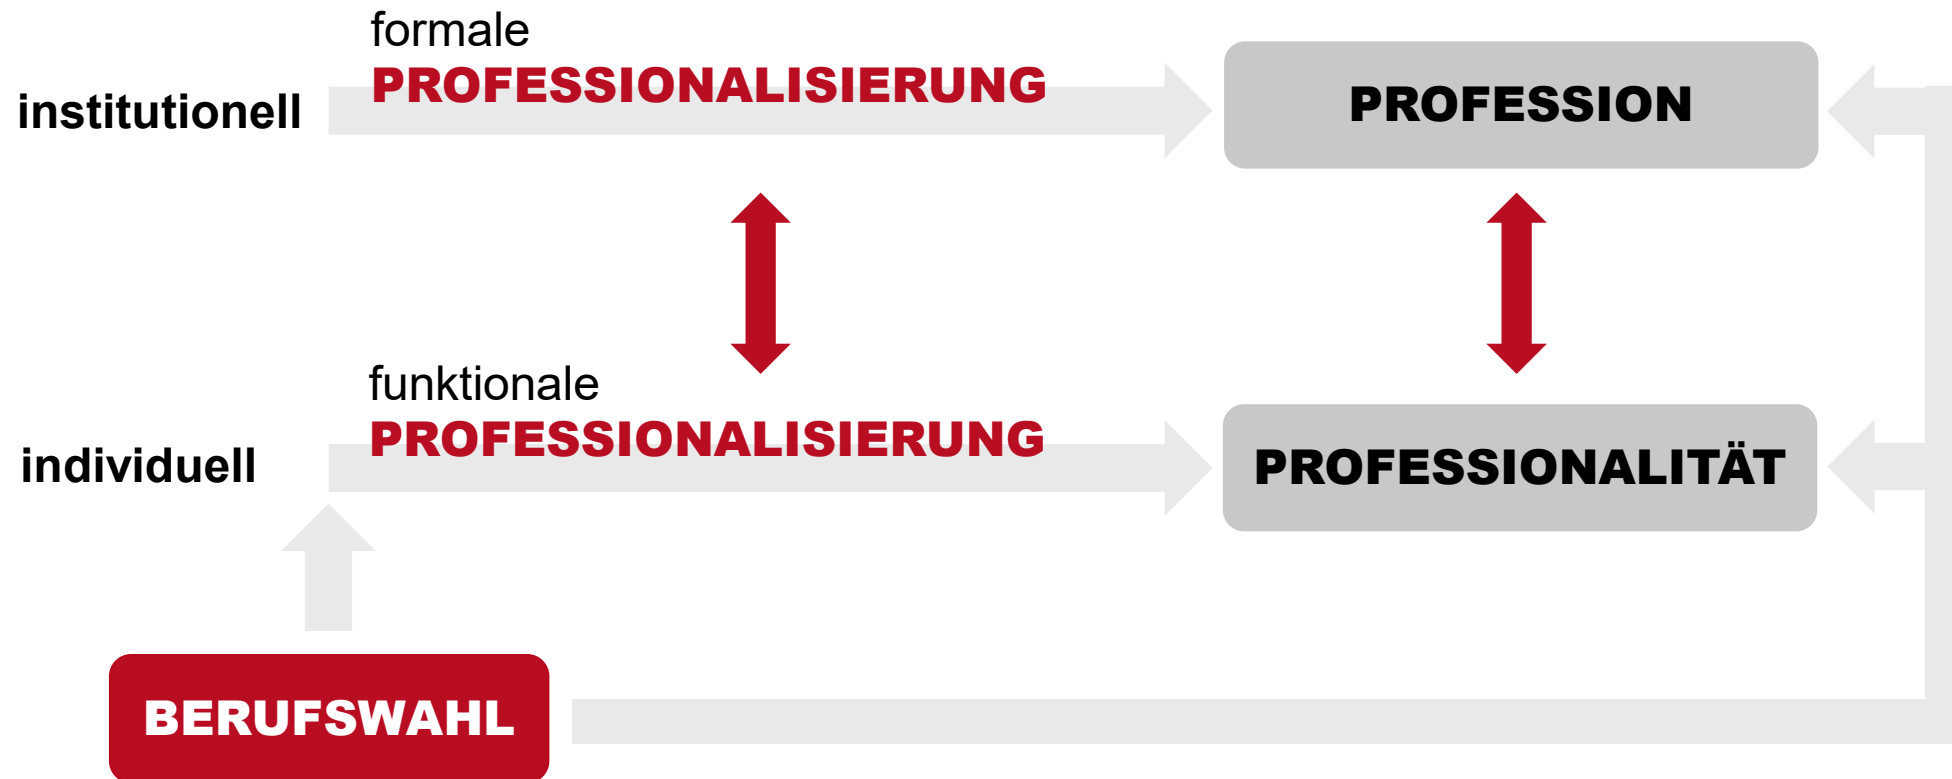 formale
PROFESSIONALISIERUNG
institutionell
PROFESSION
funktionale
PROFESSIONALISIERUNG
individuell
PROFESSIONALITÄT
BERUFSWAHL